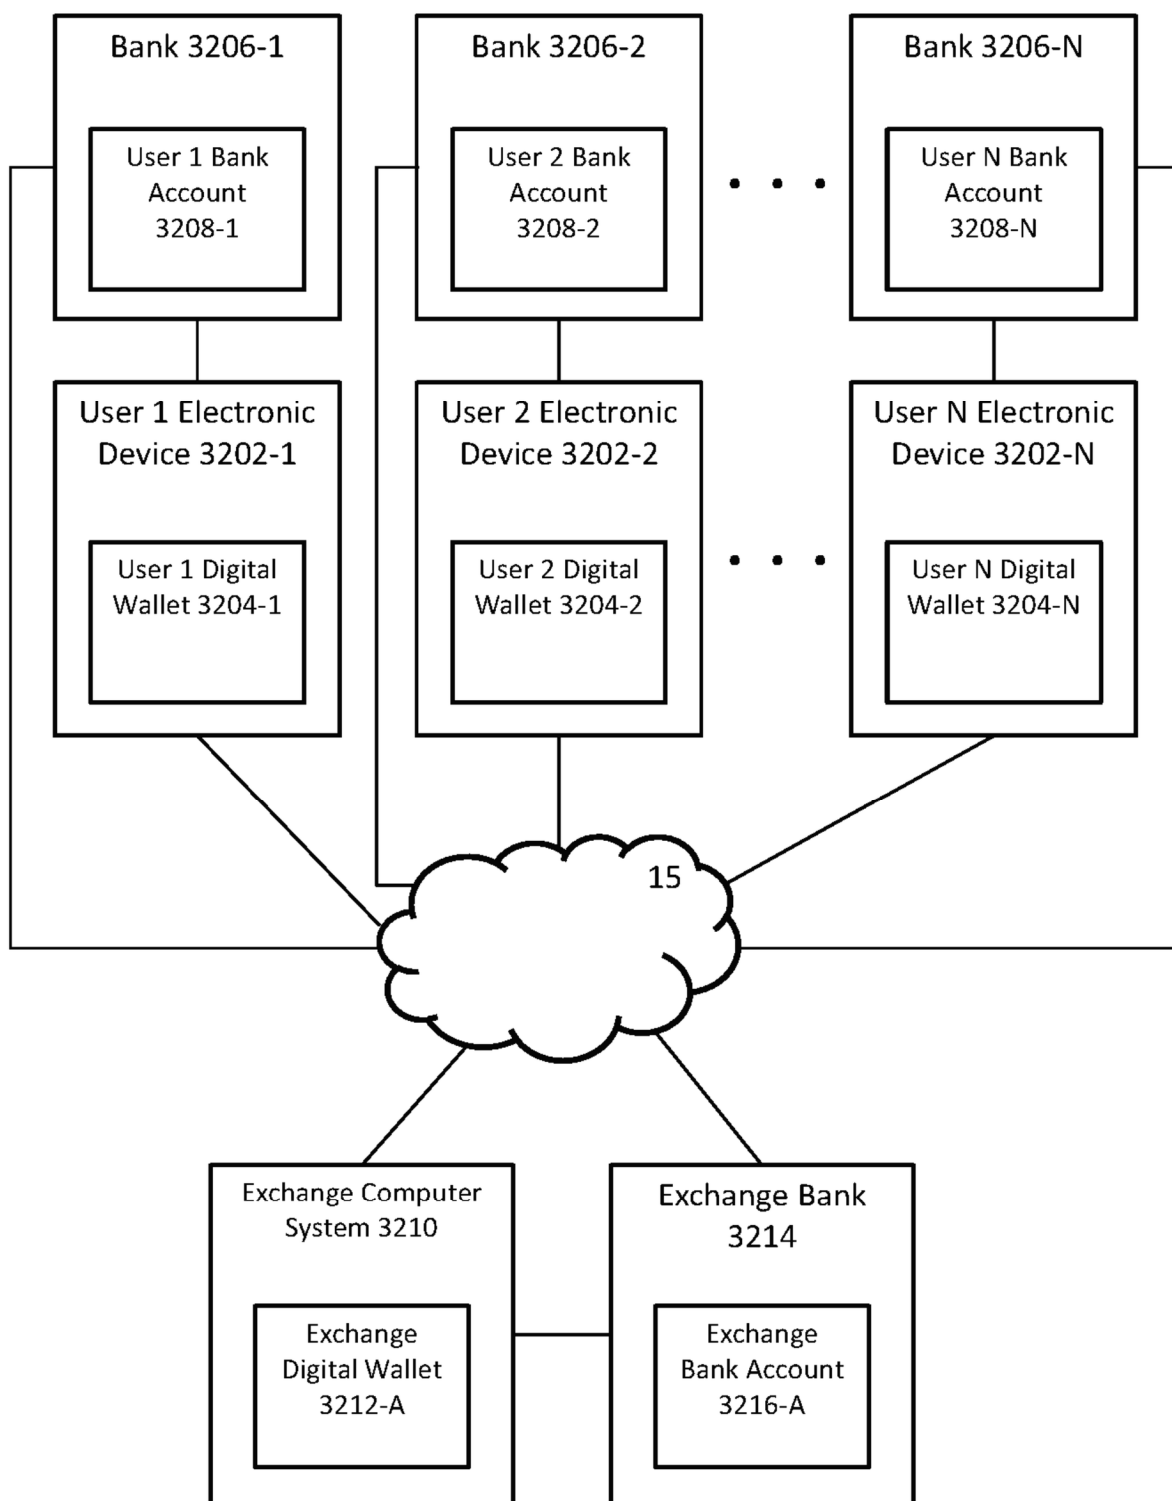 Bank 3206-1
User 1 Bank
Account
3208-1
Bank 3206-2
User 2 Bank
Account
3208-2
Bank 3206-N
User N Bank
Account
3208-N
User 1 Electronic
Device 3202-1
User 1 Digital
Wallet 3204-1
User 2 Electronic
Device 3202-2
User 2 Digital
Wallet 3204-2
User N Electronic
Device 3202-N
User N Digital
Wallet 3204-N
15
Exchange Computer
System 3210
Exchange
Digital Wallet
3212-A
Exchange Bank
3214
Exchange
Bank Account
3216-A